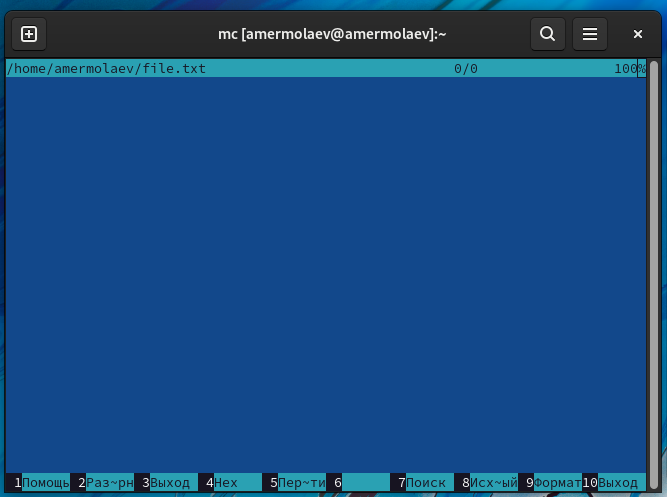 mc [amermolaev@amermolaev]:~
/home/amermolaev/file.txt 0/0 100%
1Помощь 2Раз~рн 3Выход 4Hex 5Пер~ти 6 7Поиск 8Исх~ый 9Формат 10Выход